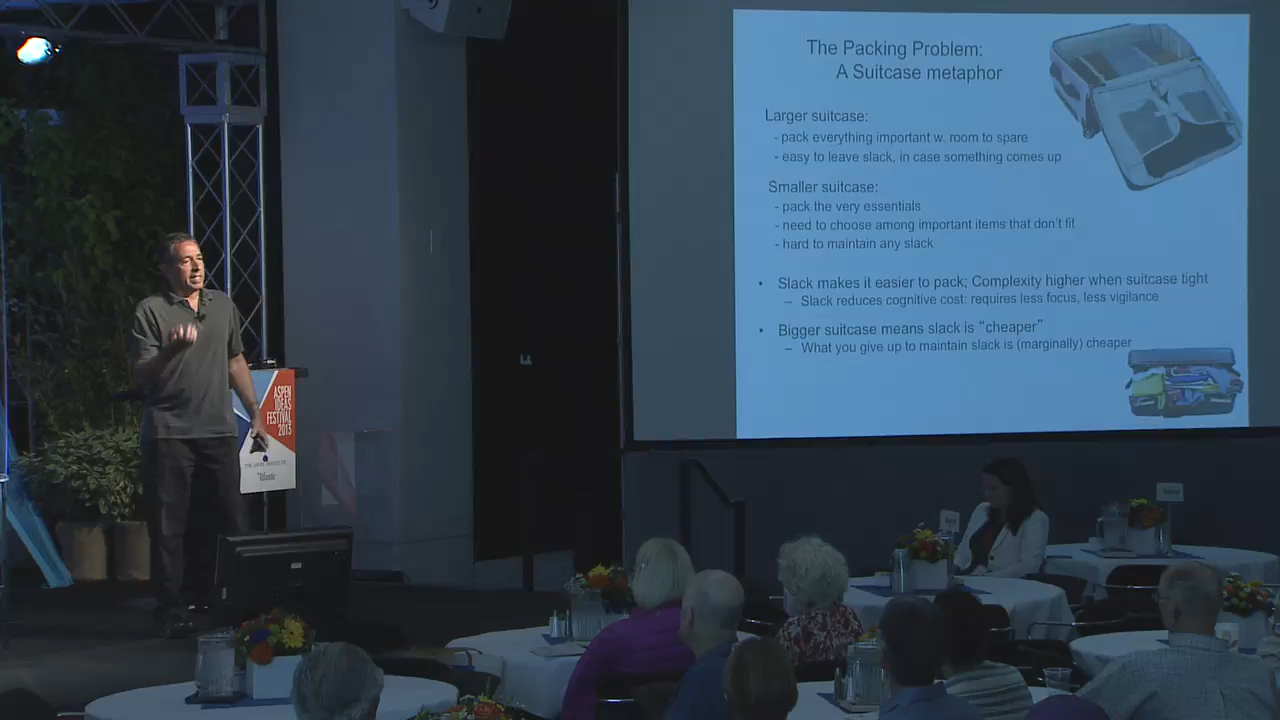 The Packing Problem:
A Suitcase metaphor
Larger suitcase:
- pack everything important w. room to spare
- easy to leave slack, in case something comes up
Smaller suitcase:
- pack the very essentials
- need to choose among important items that don't fit
- hard to maintain any slack
• Slack makes it easier to pack; Complexity higher when suitcase tight
– Slack reduces cognitive cost: requires less focus, less vigilance
• Bigger suitcase means slack is "cheaper"
– What you give up to maintain slack is (marginally) cheaper
ASPEN
IDEAS
FESTIVAL
2013
THE ASPEN INSTITUTE